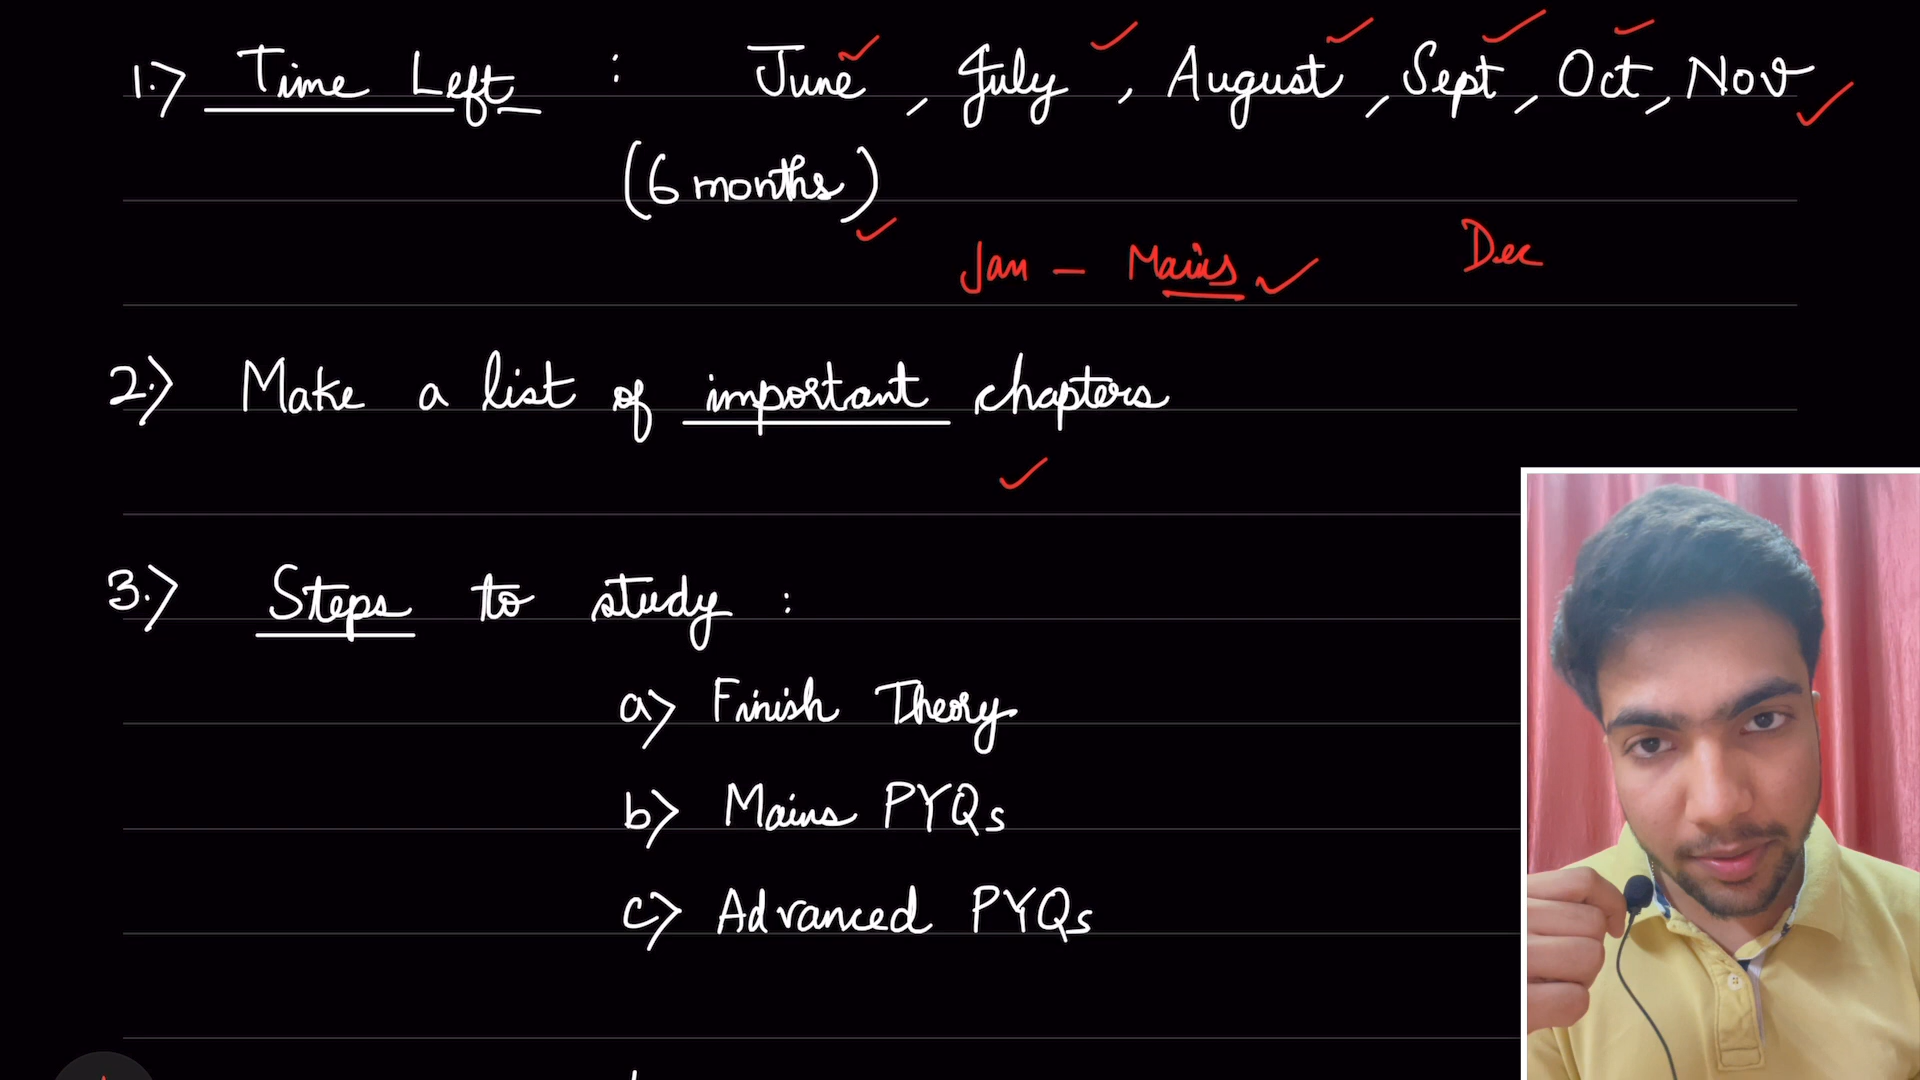 1.) Time Left : June, July, August, Sept, Oct, Nov
(6 months)
Jan - Mains Dec
2.) Make a list of important chapters
3.) Steps to study :
a) Finish Theory
b) Mains PYQs
c) Advanced PYQs